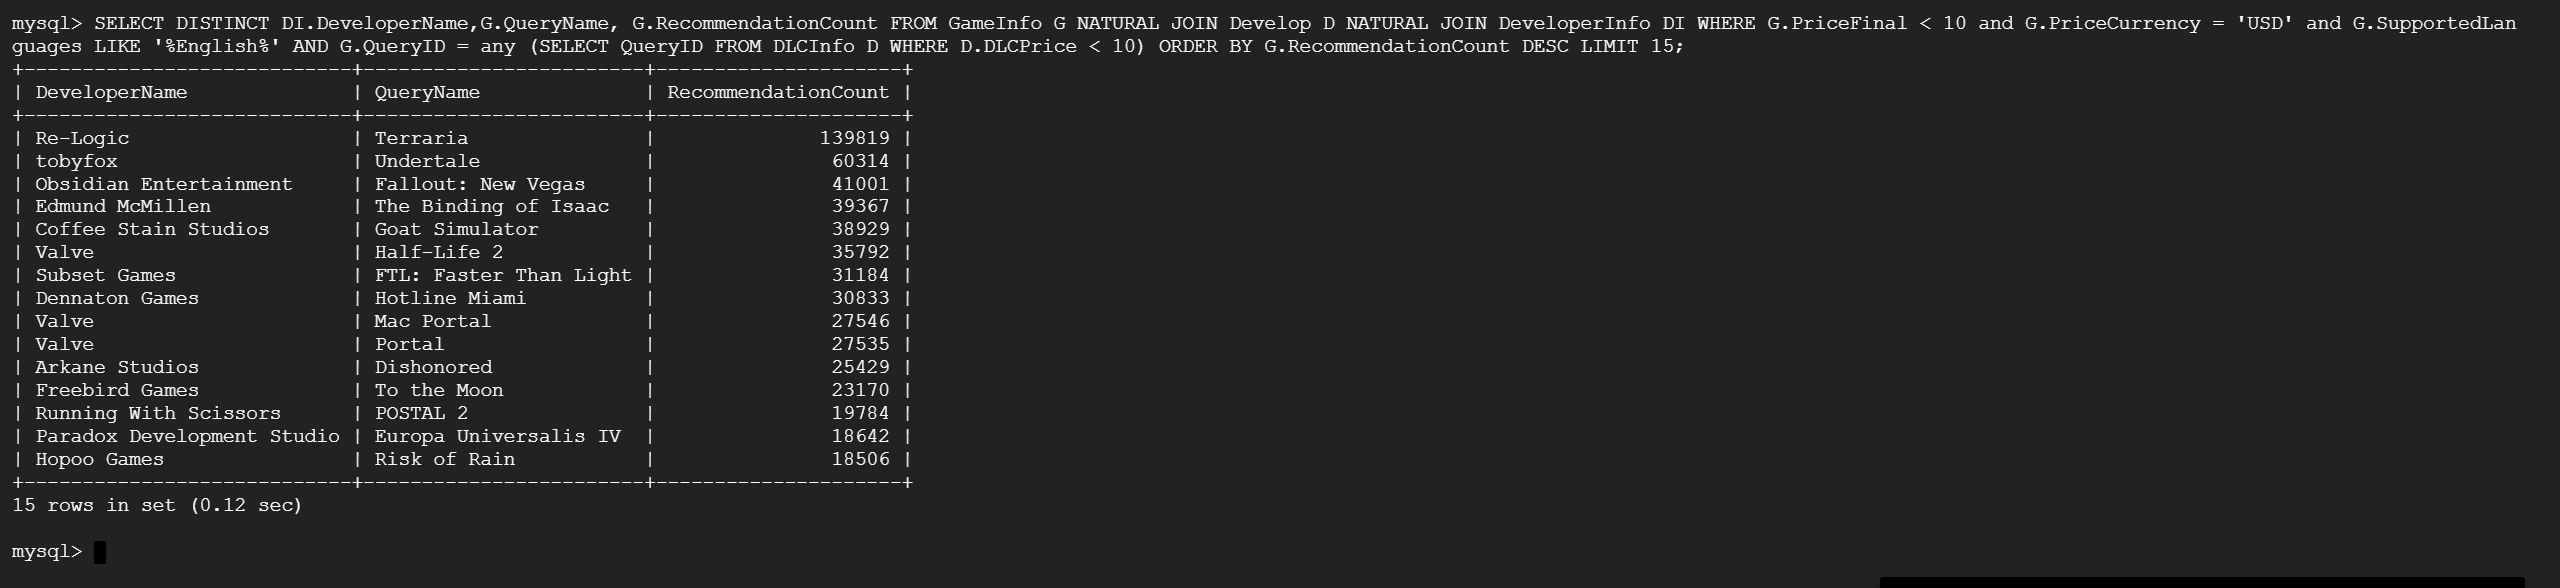 mysql> SELECT DISTINCT DI.DeveloperName,G.QueryName, G.RecommendationCount FROM GameInfo G NATURAL JOIN Develop D NATURAL JOIN DeveloperInfo DI WHERE G.PriceFinal < 10 and G.PriceCurrency = 'USD' and G.SupportedLan
guages LIKE '%English%' AND G.QueryID = any (SELECT QueryID FROM DLCInfo D WHERE D.DLCPrice < 10) ORDER BY G.RecommendationCount DESC LIMIT 15;
+----------------------------+------------------------+---------------------+
| DeveloperName              | QueryName              | RecommendationCount |
+----------------------------+------------------------+---------------------+
| Re-Logic                   | Terraria               |              139819 |
| tobyfox                    | Undertale              |               60314 |
| Obsidian Entertainment     | Fallout: New Vegas     |               41001 |
| Edmund McMillen            | The Binding of Isaac   |               39367 |
| Coffee Stain Studios       | Goat Simulator         |               38929 |
| Valve                      | Half-Life 2            |               35792 |
| Subset Games               | FTL: Faster Than Light |               31184 |
| Dennaton Games             | Hotline Miami          |               30833 |
| Valve                      | Mac Portal             |               27546 |
| Valve                      | Portal                 |               27535 |
| Arkane Studios             | Dishonored             |               25429 |
| Freebird Games             | To the Moon            |               23170 |
| Running With Scissors      | POSTAL 2               |               19784 |
| Paradox Development Studio | Europa Universalis IV  |               18642 |
| Hopoo Games                | Risk of Rain           |               18506 |
+----------------------------+------------------------+---------------------+
15 rows in set (0.12 sec)
mysql>